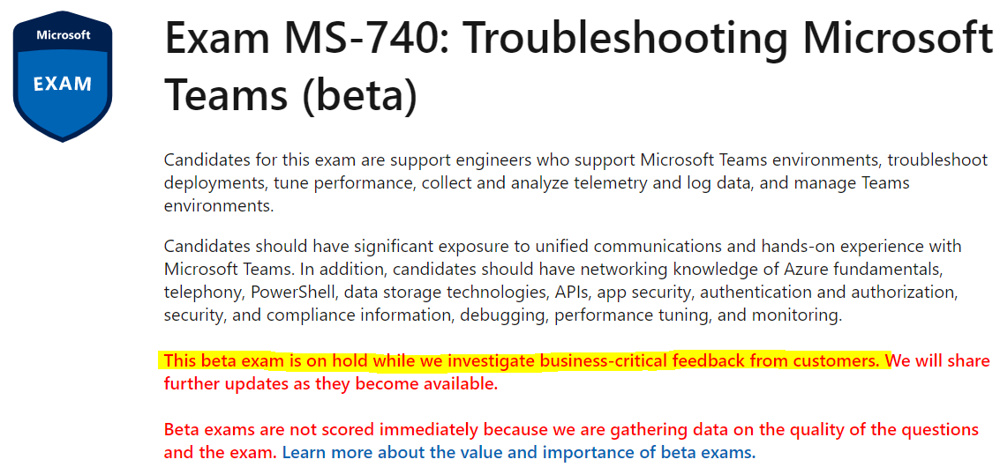 Microsoft
EXAM
Exam MS-740: Troubleshooting Microsoft
Teams (beta)
Candidates for this exam are support engineers who support Microsoft Teams environments, troubleshoot
deployments, tune performance, collect and analyze telemetry and log data, and manage Teams
environments.
Candidates should have significant exposure to unified communications and hands-on experience with
Microsoft Teams. In addition, candidates should have networking knowledge of Azure fundamentals,
telephony, PowerShell, data storage technologies, APIs, app security, authentication and authorization,
security, and compliance information, debugging, performance tuning, and monitoring.
This beta exam is on hold while we investigate business-critical feedback from customers. We will share
further updates as they become available.
Beta exams are not scored immediately because we are gathering data on the quality of the questions
and the exam. Learn more about the value and importance of beta exams.